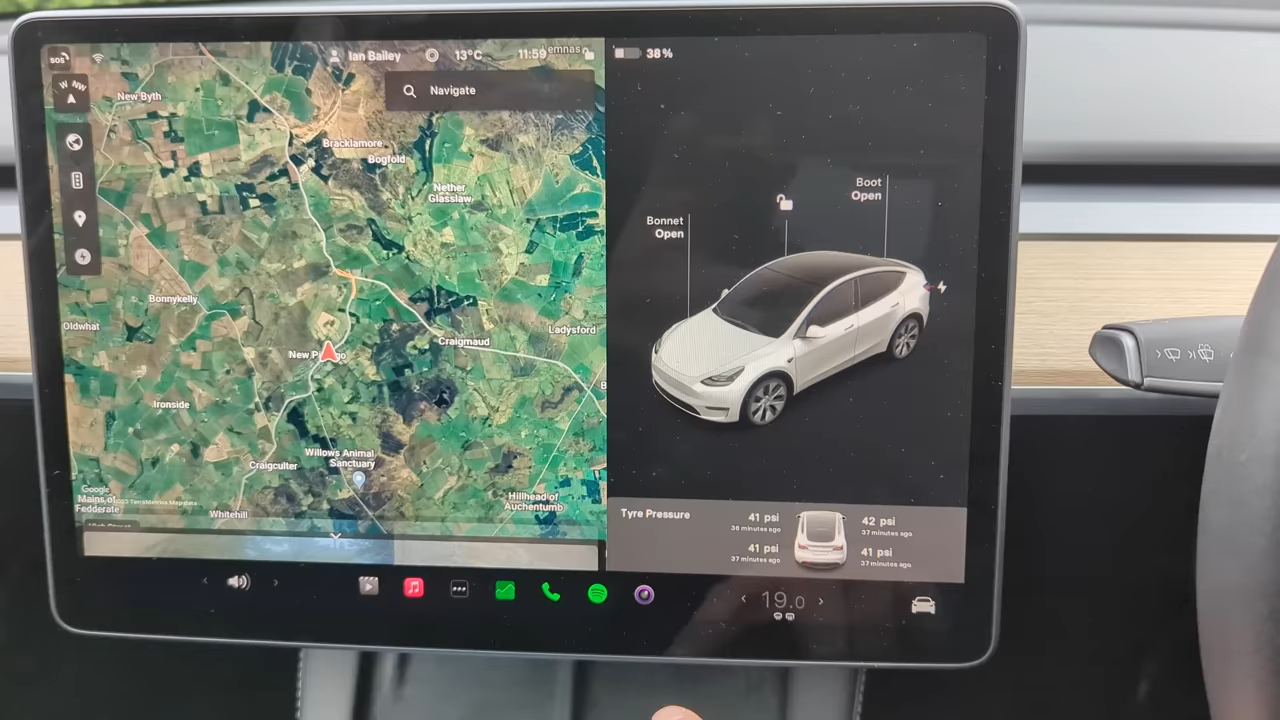 SOS
Ian Bailey
13°C
11:59
emnas
38 %
W NW
Navigate
New Byth
Bracklamore
Bogfold
Nether
Glasslaw
Boot
Open
Bonnet
Open
Bonnykelly
Oldwhat
Ladysford
Craigmaud
Ironside
Willows Animal
Sanctuary
Craigculter
Google
Mains of
Fedderate
Whitehill
Hillhead of
Auchentumb
Tyre Pressure
41 psi
36 minutes ago
42 psi
37 minutes ago
41 psi
37 minutes ago
41 psi
37 minutes ago
19.0